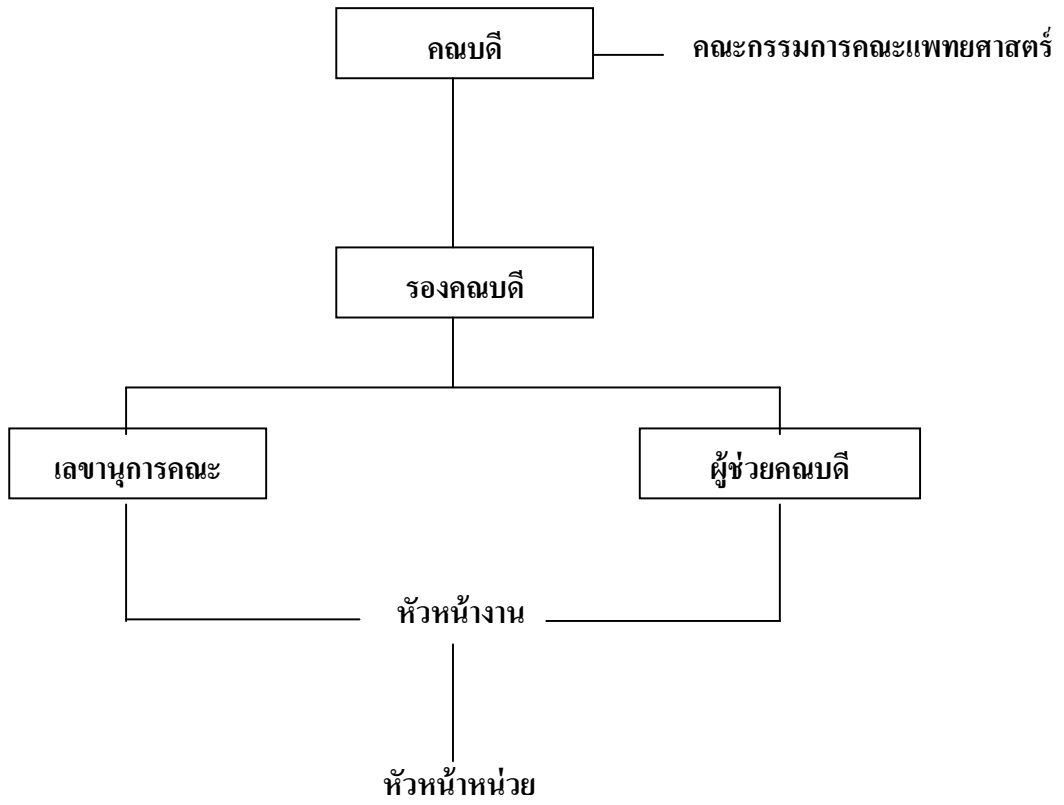 คณบดี
คณะกรรมการคณะแพทยศาสตร์
รองคณบดี
เลขานุการคณะ
ผู้ช่วยคณบดี
หัวหน้างาน
หัวหน้าหน่วย